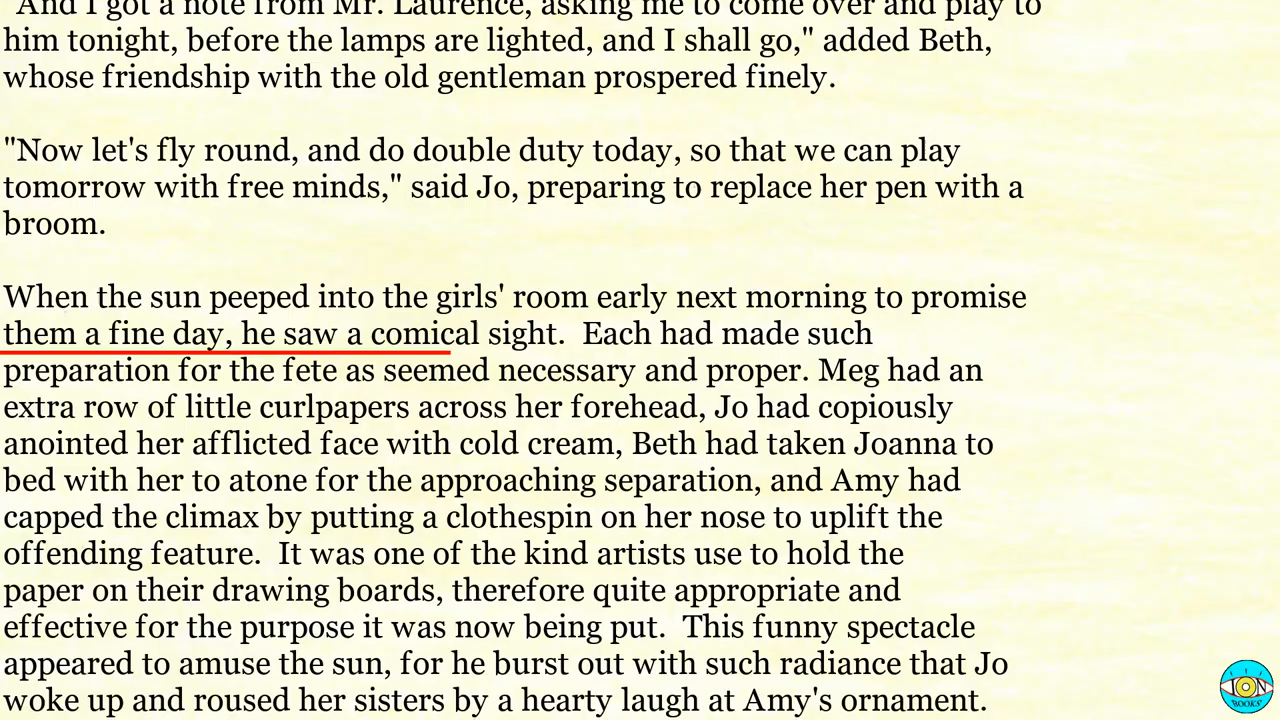 "And I got a note from Mr. Laurence, asking me to come over and play to
him tonight, before the lamps are lighted, and I shall go," added Beth,
whose friendship with the old gentleman prospered finely.
"Now let's fly round, and do double duty today, so that we can play
tomorrow with free minds," said Jo, preparing to replace her pen with a
broom.
When the sun peeped into the girls' room early next morning to promise
them a fine day, he saw a comical sight.  Each had made such
preparation for the fete as seemed necessary and proper. Meg had an
extra row of little curlpapers across her forehead, Jo had copiously
anointed her afflicted face with cold cream, Beth had taken Joanna to
bed with her to atone for the approaching separation, and Amy had
capped the climax by putting a clothespin on her nose to uplift the
offending feature.  It was one of the kind artists use to hold the
paper on their drawing boards, therefore quite appropriate and
effective for the purpose it was now being put.  This funny spectacle
appeared to amuse the sun, for he burst out with such radiance that Jo
woke up and roused her sisters by a hearty laugh at Amy's ornament.
ION
BOOKS